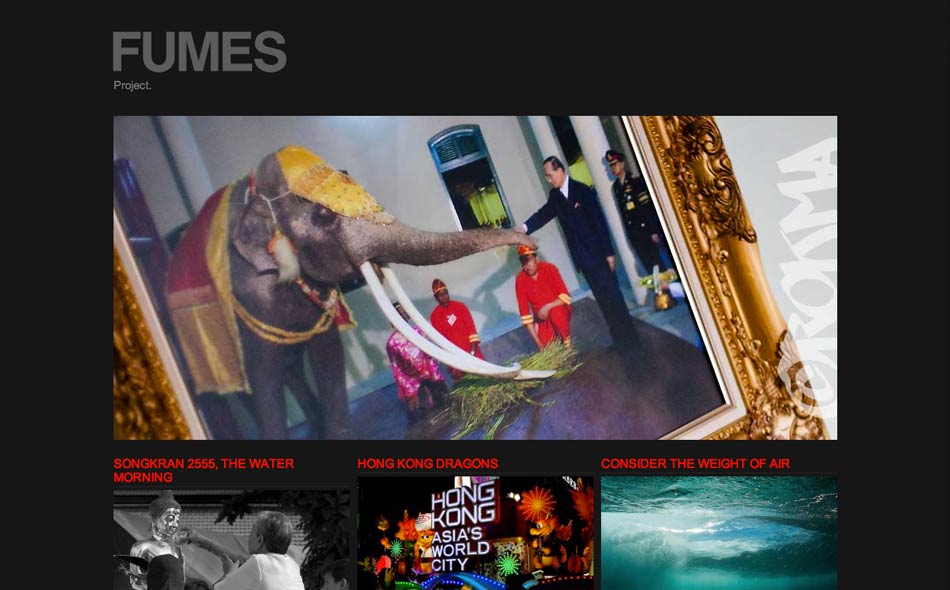 FUMES
Project.
@ROKMA
SONGKRAN 2555, THE WATER
MORNING
HONG KONG DRAGONS
CONSIDER THE WEIGHT OF AIR
HONG
KONG
ASIA'S
WORLD
CITY